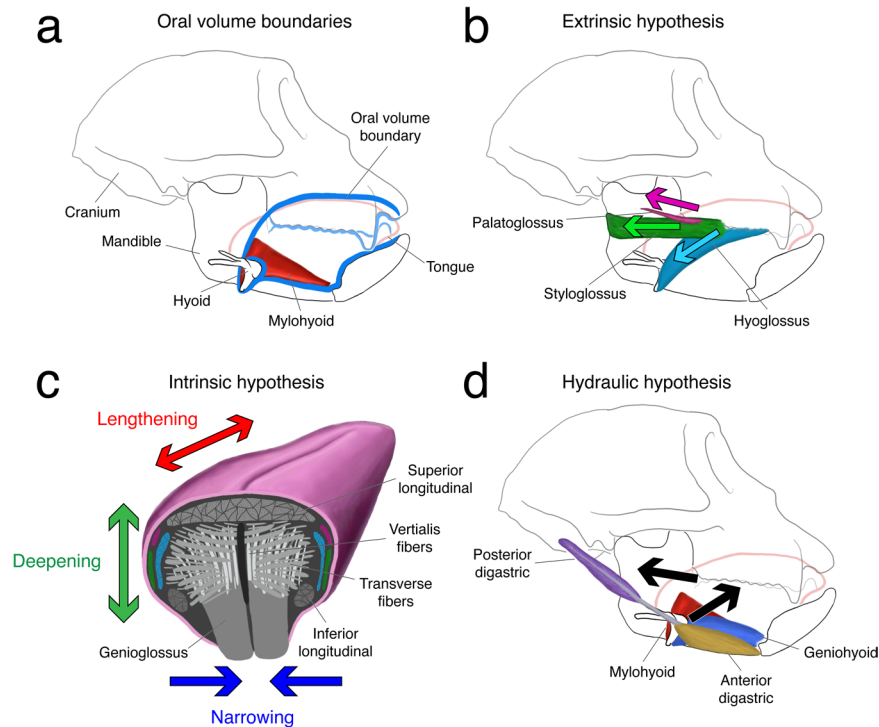 a
Oral volume boundaries
Oral volume
boundary
Cranium
Mandible
Tongue
Hyoid
Mylohyoid
b
Extrinsic hypothesis
Palatoglossus
Styloglossus
Hyoglossus
c
Intrinsic hypothesis
Lengthening
Superior
longitudinal
Deepening
Vertialis
fibers
Transverse
fibers
Inferior
longitudinal
Genioglossus
Narrowing
d
Hydraulic hypothesis
Posterior
digastric
Geniohyoid
Mylohyoid
Anterior
digastric